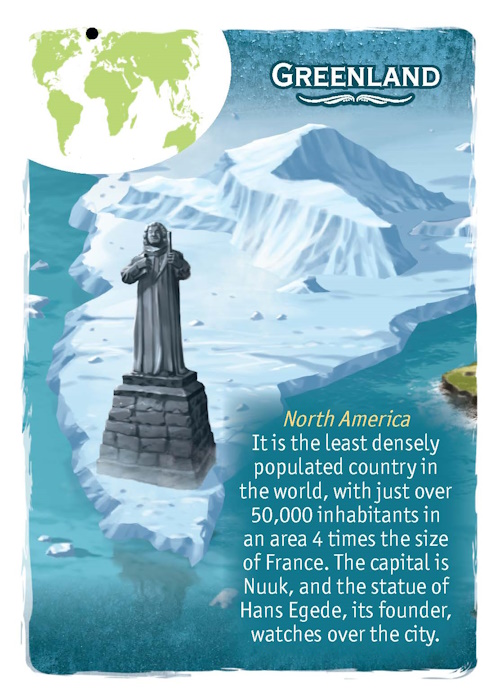 GREENLAND
North America
It is the least densely
populated country in
the world, with just over
50,000 inhabitants in
an area 4 times the size
of France. The capital is
Nuuk, and the statue of
Hans Egede, its founder,
watches over the city.